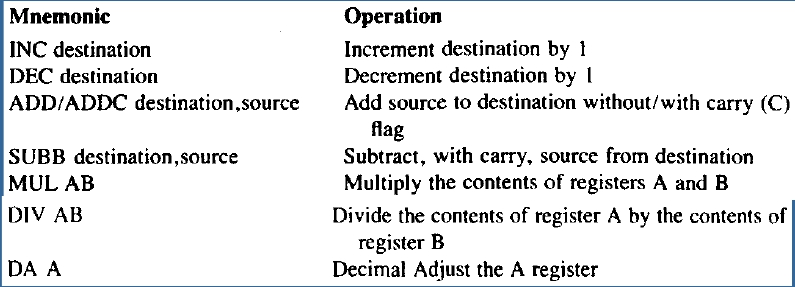 Mnemonic Operation
INC destination Increment destination by 1
DEC destination Decrement destination by 1
ADD/ADDC destination,source Add source to destination without/with carry (C)
flag
SUBB destination,source Subtract, with carry, source from destination
MUL AB Multiply the contents of registers A and B
DIV AB Divide the contents of register A by the contents of
register B
DA A Decimal Adjust the A register